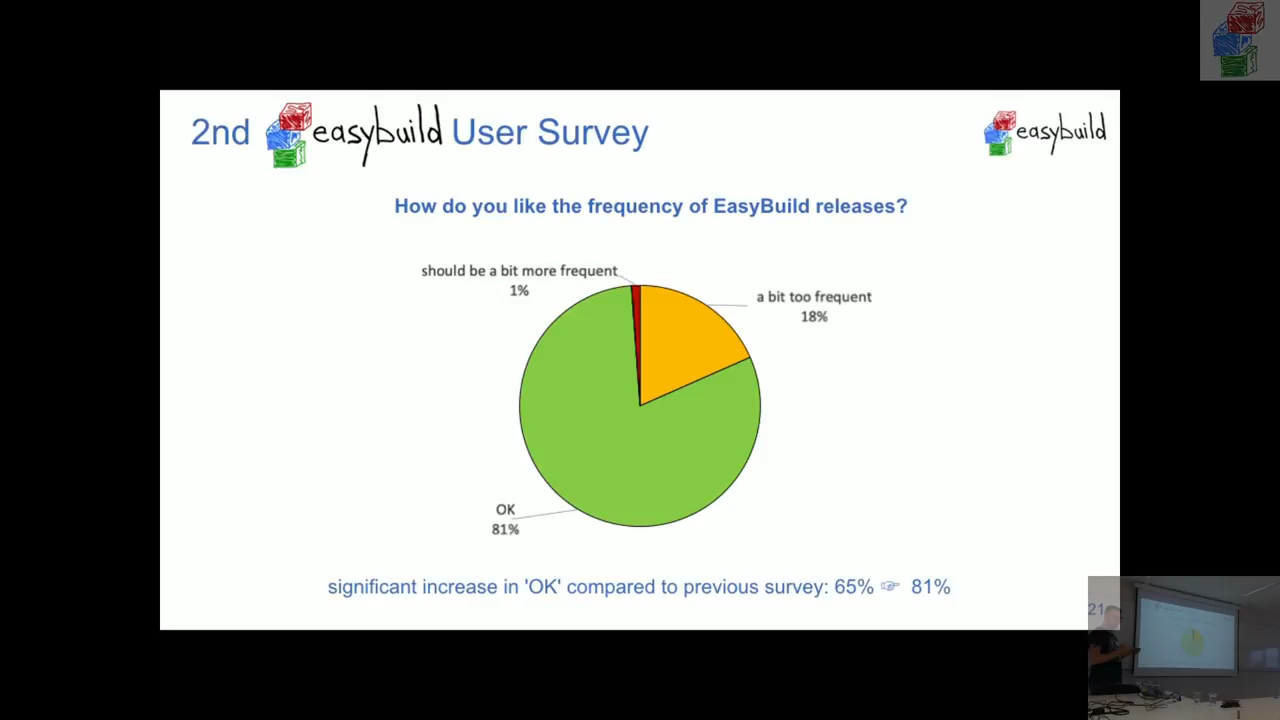 2nd easybuild User Survey
easybuild
How do you like the frequency of EasyBuild releases?
should be a bit more frequent
1%
a bit too frequent
18%
OK
81%
significant increase in 'OK' compared to previous survey: 65% ☞ 81%
21